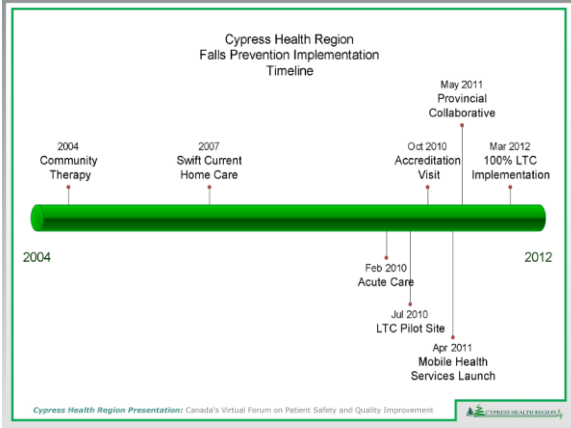 Cypress Health Region
Falls Prevention Implementation
Timeline
May 2011
Provincial
Collaborative
2004
Community
Therapy
2007
Swift Current
Home Care
Oct 2010
Accreditation
Visit
Mar 2012
100% LTC
Implementation
2004
2012
Feb 2010
Acute Care
Jul 2010
LTC Pilot Site
Apr 2011
Mobile Health
Services Launch
Cypress Health Region Presentation: Canada's Virtual Forum on Patient Safety and Quality Improvement
CYPRESS HEALTH REGION